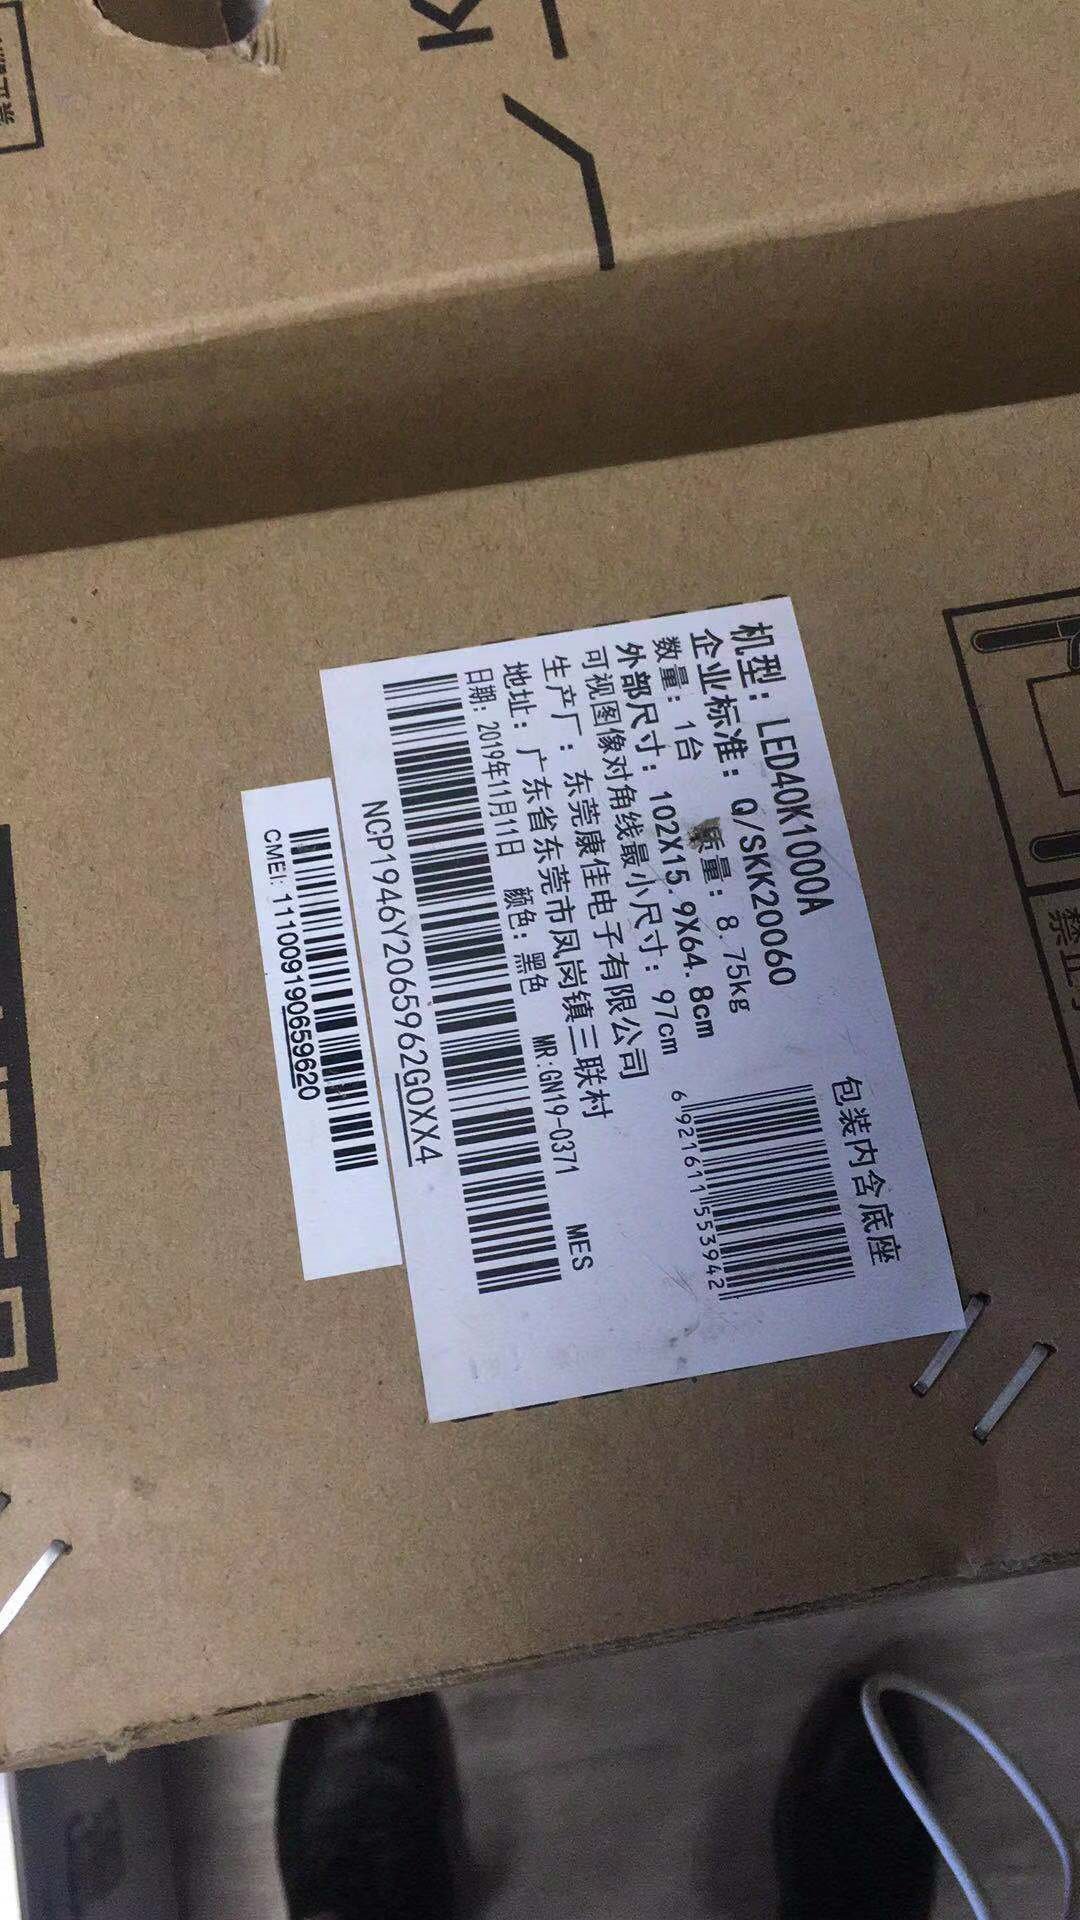 机型：LED40K1000A
企业标准：Q/SKK20060
数量：1台 质量：8.75kg
外部尺寸：102X15.9X64.8cm
可视图像对角线最小尺寸：97cm
生产厂：东莞康佳电子有限公司
地址：广东省东莞市凤岗镇三联村
日期：2019年11月11日 颜色：黑色 MR:GN19-0371 MES
包装内含底座
6921611553942
NCP1946Y2065962G0XX4
CMEI: 111009190659620
K
禁止